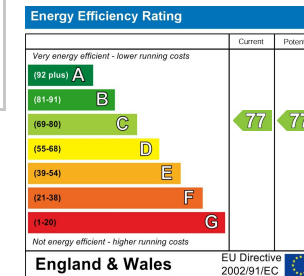 Energy Efficiency Rating
Current Poten
Very energy efficient - lower running costs
(92 plus) A
(81-91) B
(69-80) C 77 77
(55-68) D
(39-54) E
(21-38) F
(1-20) G
Not energy efficient - higher running costs
England & Wales
EU Directive
2002/91/EC